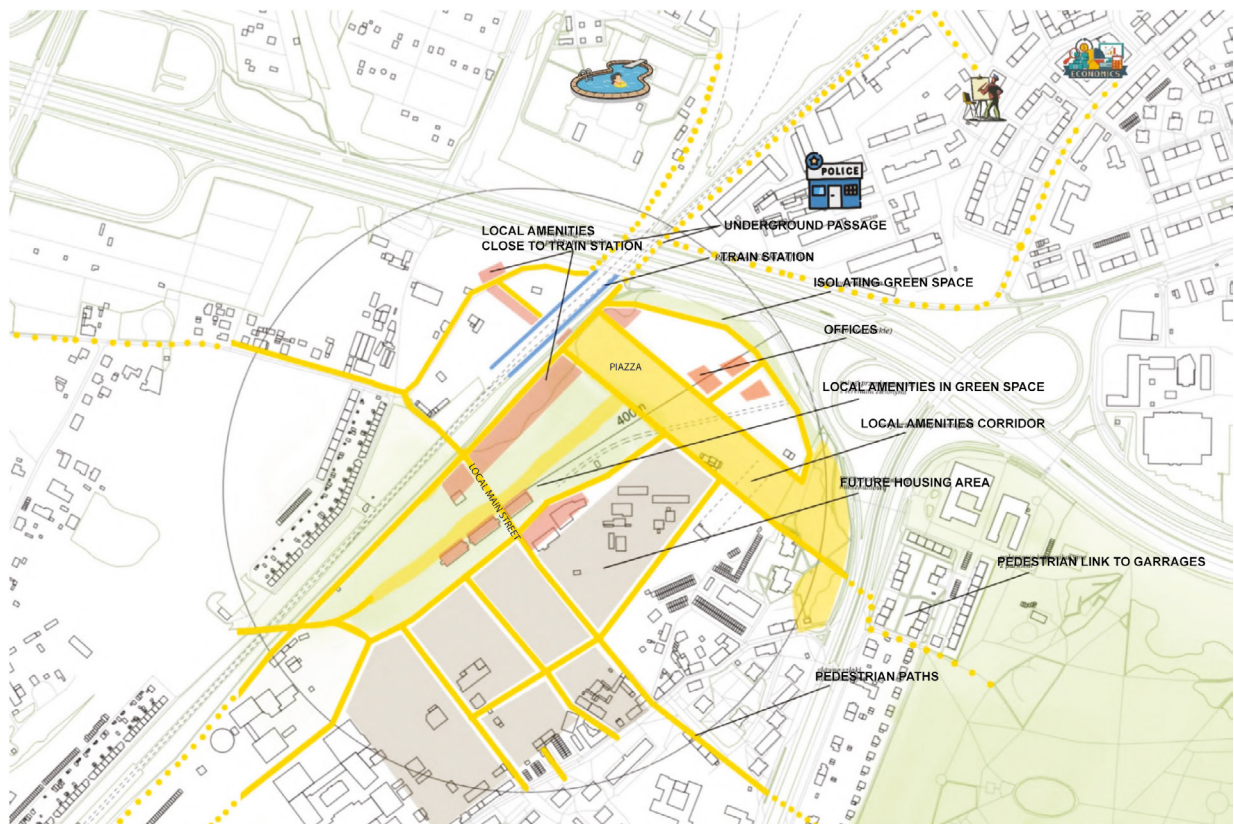 ECONOMICS
POLICE
LOCAL AMENITIES
CLOSE TO TRAIN STATION
UNDERGROUND PASSAGE
TRAIN STATION
ISOLATING GREEN SPACE
OFFICES
PIAZZA
LOCAL AMENITIES IN GREEN SPACE
400m
LOCAL AMENITIES CORRIDOR
LOCAL MAIN STREET
FUTURE HOUSING AREA
PEDESTRIAN LINK TO GARRAGES
PEDESTRIAN PATHS